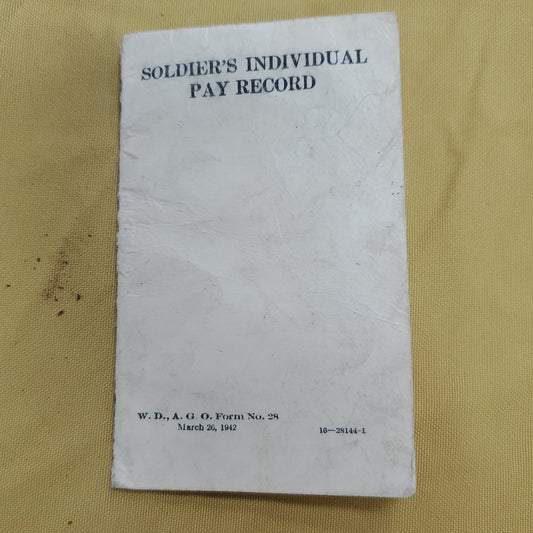 SOLDIER'S INDIVIDUAL
PAY RECORD
W. D., A. G. O. Form No. 28
March 26, 1942
16—28144-1